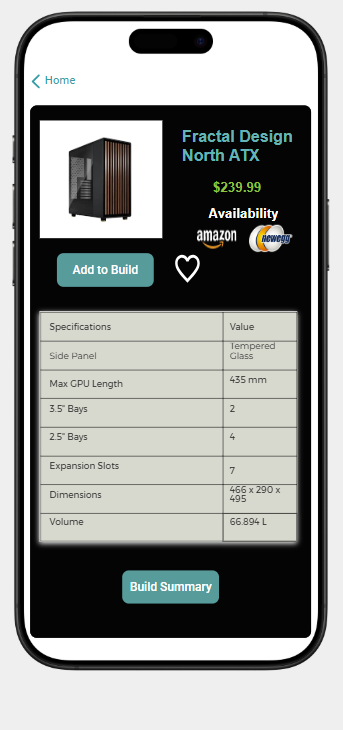 Home
Fractal Design
North ATX
$239.99
Availability
amazon
newegg
Add to Build
Specifications Value
Side Panel Tempered
Glass
Max GPU Length 435 mm
3.5" Bays 2
2.5" Bays 4
Expansion Slots 7
Dimensions 466 x 290 x
495
Volume 66.894 L
Build Summary